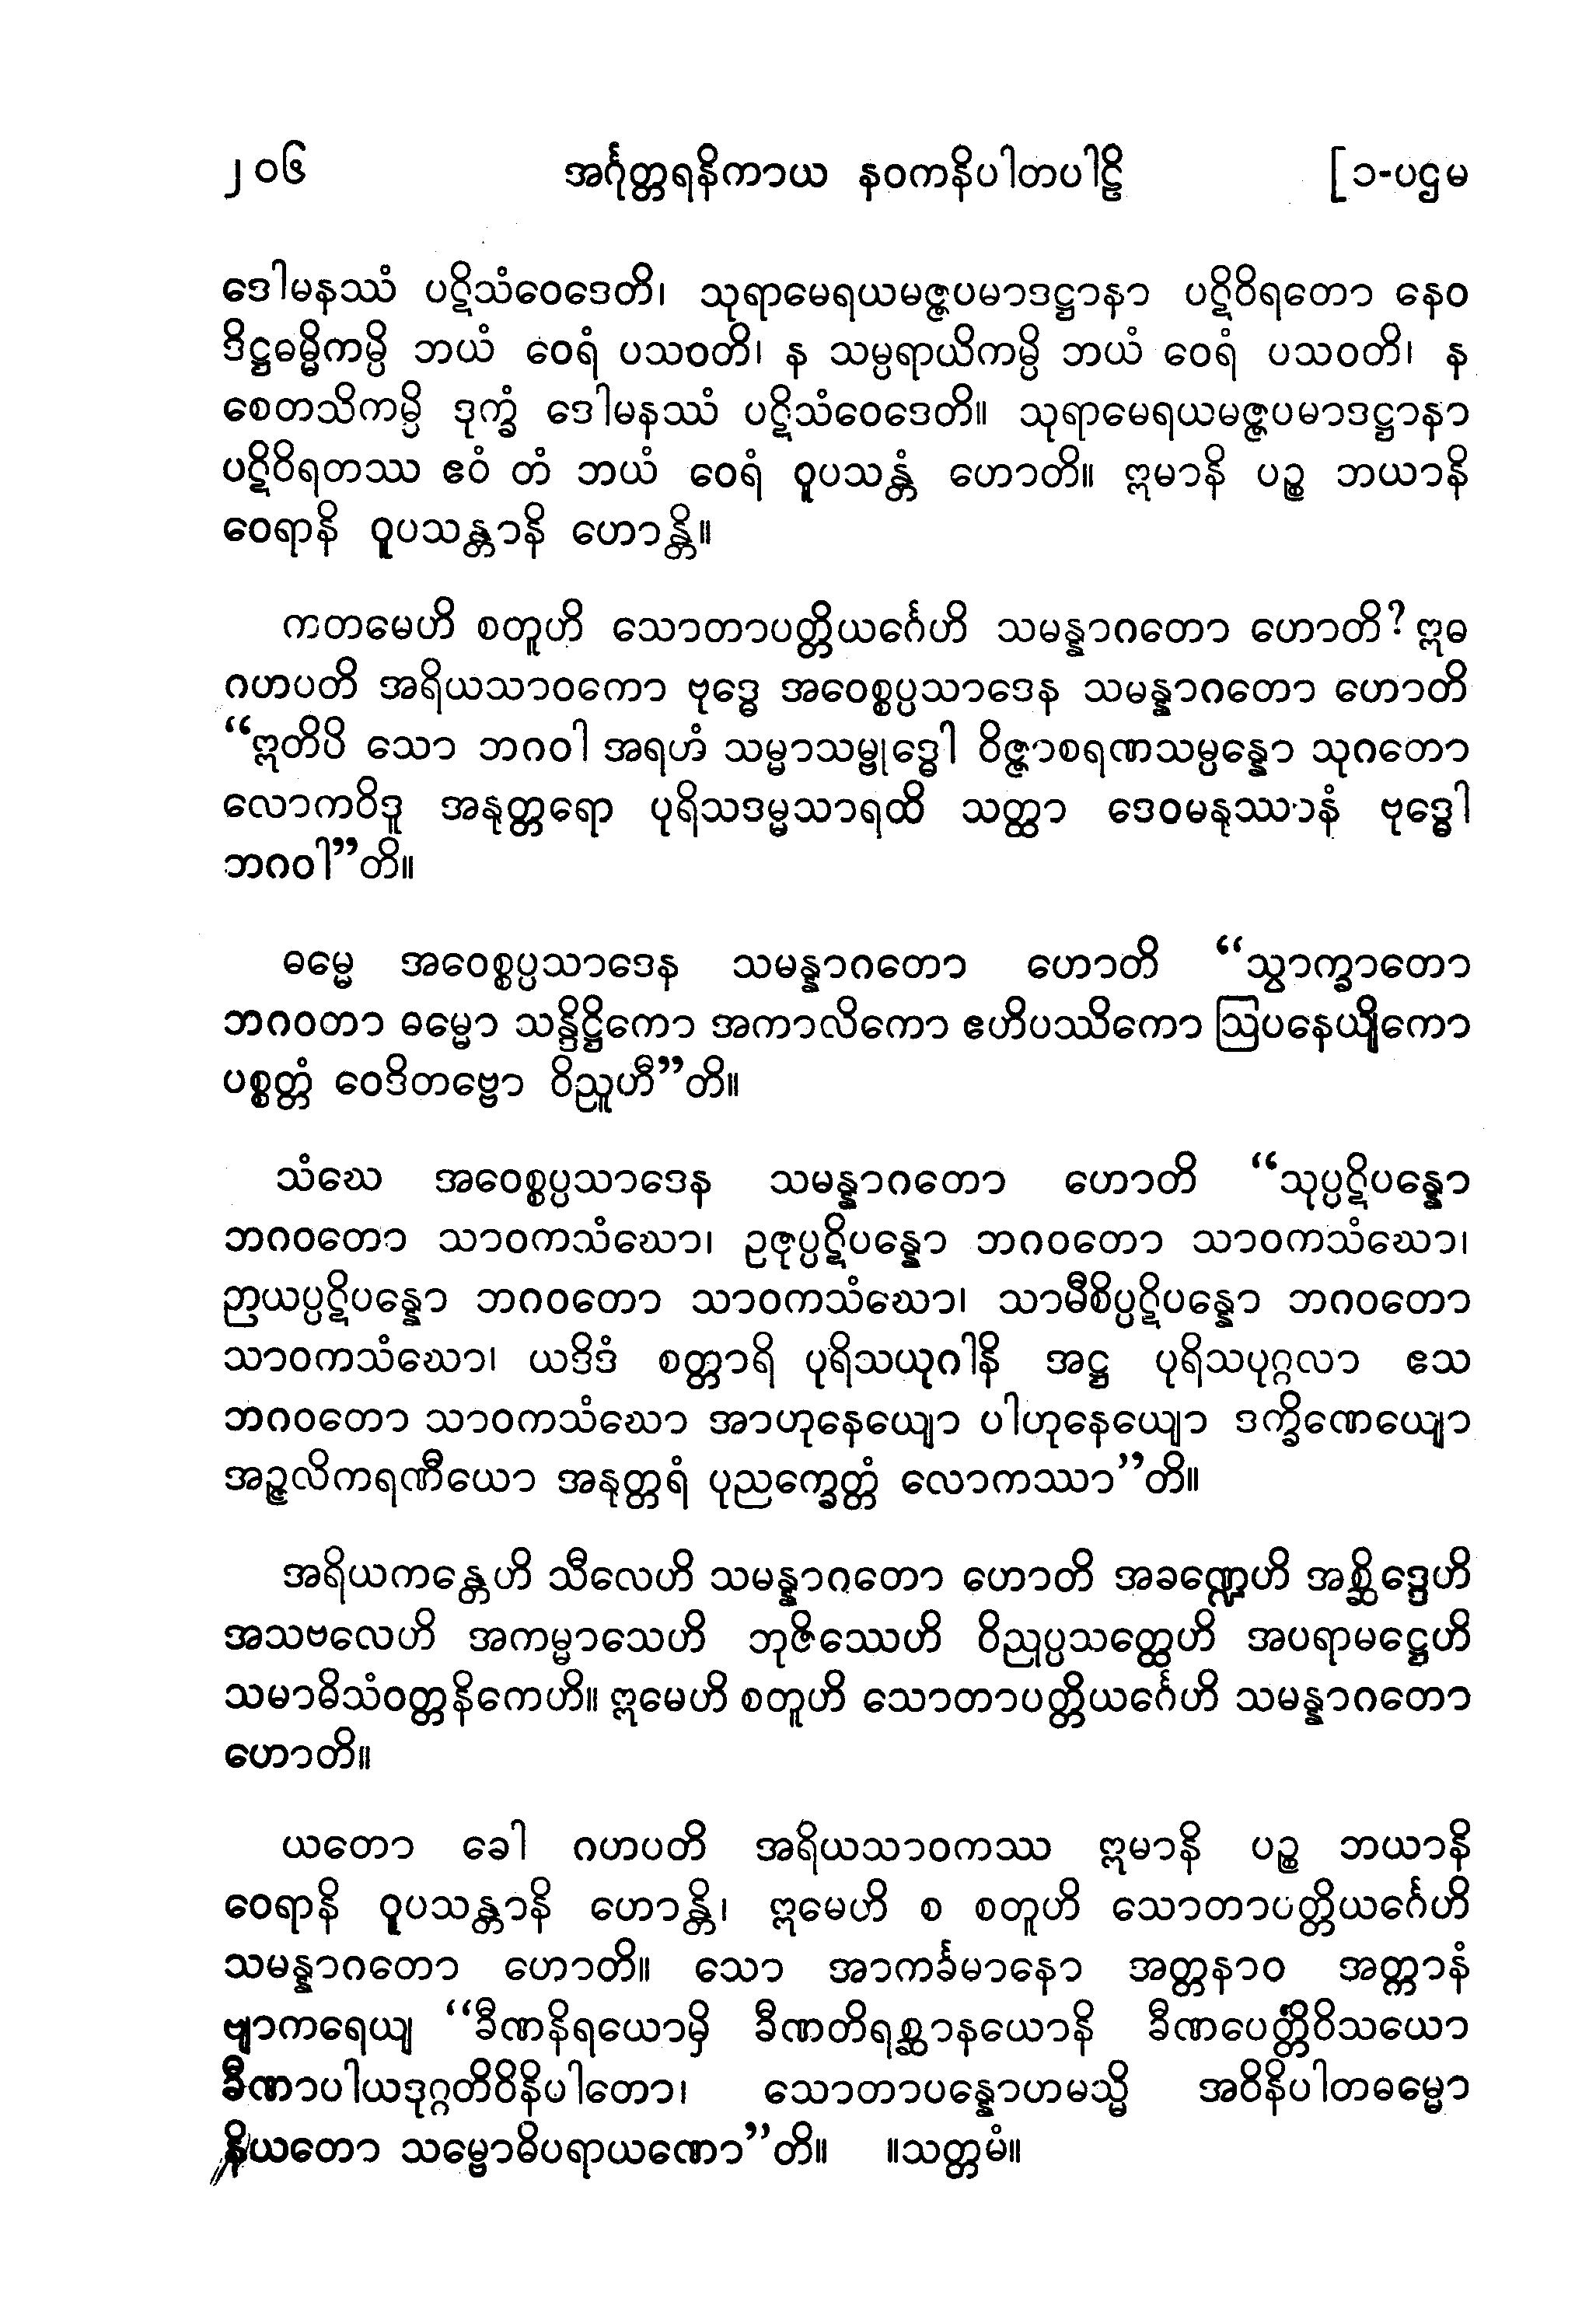 ၂၀၆ အင်္ဂုတ္တရနိကာယ နဝကနိပါတပါဠိ [၁-ပဌမ
ဒေါမနဿံ ပဋိသံဝေဒေတိ၊ သုရာမေရယမဇ္ဇပမာဒဋ္ဌာနာ ပဋိဝိရတော နေဝ
ဒိဋ္ဌဓမ္မိကမ္ပိ ဘယံ ဝေရံ ပသဝတိ၊ န သမ္ပရာယိကမ္ပိ ဘယံ ဝေရံ ပသဝတိ၊ န
စေတသိကမ္ပိ ဒုက္ခံ ဒေါမနဿံ ပဋိသံဝေဒေတိ။ သုရာမေရယမဇ္ဇပမာဒဋ္ဌာနာ
ပဋိဝိရတဿ ဧဝံ တံ ဘယံ ဝေရံ ဝူပသန္တံ ဟောတိ။ ဣမာနိ ပဉ္စ ဘယာနိ
ဝေရာနိ ဝူပသန္တာနိ ဟောန္တိ။
ကတမေဟိ စတူဟိ သောတာပတ္တိယင်္ဂေဟိ သမန္နာဂတော ဟောတိ? ဣဓ
ဂဟပတိ အရိယသာဝကော ဗုဒ္ဓေ အဝေစ္စပ္ပသာဒေန သမန္နာဂတော ဟောတိ
“ဣတိပိ သော ဘဂဝါ အရဟံ သမ္မာသမ္ဗုဒ္ဓေါ ဝိဇ္ဇာစရဏသမ္ပန္နော သုဂတော
လောကဝိဒူ အနုတ္တရော ပုရိသဒမ္မသာရထိ သတ္ထာ ဒေဝမနုဿာနံ ဗုဒ္ဓေါ
ဘဂဝါ”တိ။
ဓမ္မေ အဝေစ္စပ္ပသာဒေန သမန္နာဂတော ဟောတိ “သွာက္ခာတော
ဘဂဝတာ ဓမ္မော သန္ဒိဋ္ဌိကော အကာလိကော ဧဟိပဿိကော ဩပနေယျိကော
ပစ္စတ္တံ ဝေဒိတဗ္ဗော ဝိညူဟီ”တိ။
သံဃေ အဝေစ္စပ္ပသာဒေန သမန္နာဂတော ဟောတိ “သုပ္ပဋိပန္နော
ဘဂဝတော သာဝကသံဃော၊ ဥဇုပ္ပဋိပန္နော ဘဂဝတော သာဝကသံဃော၊
ဉာယပ္ပဋိပန္နော ဘဂဝတော သာဝကသံဃော၊ သာမီစိပ္ပဋိပန္နော ဘဂဝတော
သာဝကသံဃော၊ ယဒိဒံ စတ္တာရိ ပုရိသယုဂါနိ အဋ္ဌ ပုရိသပုဂ္ဂလာ ဧသ
ဘဂဝတော သာဝကသံဃော အာဟုနေယျော ပါဟုနေယျော ဒက္ခိဏေယျော
အဉ္ဇလိကရဏီယော အနုတ္တရံ ပုညက္ခေတ္တံ လောကဿာ”တိ။
အရိယကန္တေဟိ သီလေဟိ သမန္နာဂတော ဟောတိ အခဏ္ဍေဟိ အစ္ဆိဒ္ဒေဟိ
အသဗလေဟိ အကမ္မာသေဟိ ဘုဇိဿေဟိ ဝိညုပ္ပသတ္ထေဟိ အပရာမဋ္ဌေဟိ
သမာဓိသံဝတ္တနိကေဟိ။ ဣမေဟိ စတူဟိ သောတာပတ္တိယင်္ဂေဟိ သမန္နာဂတော
ဟောတိ။
ယတော ခေါ ဂဟပတိ အရိယသာဝကဿ ဣမာနိ ပဉ္စ ဘယာနိ
ဝေရာနိ ဝူပသန္တာနိ ဟောန္တိ၊ ဣမေဟိ စ စတူဟိ သောတာပတ္တိယင်္ဂေဟိ
သမန္နာဂတော ဟောတိ။ သော အာကင်္ခမာနော အတ္တနာဝ အတ္တာနံ
ဗျာကရေယျ “ခီဏနိရယောမှိ ခီဏတိရစ္ဆာနယောနိ ခီဏပေတ္တိဝိသယော
ခီဏာပါယဒုဂ္ဂတိဝိနိပါတော၊ သောတာပန္နောဟမသ္မိ အဝိနိပါတဓမ္မော
နိယတော သမ္ဗောဓိပရာယဏော”တိ။ ။သတ္တမံ။